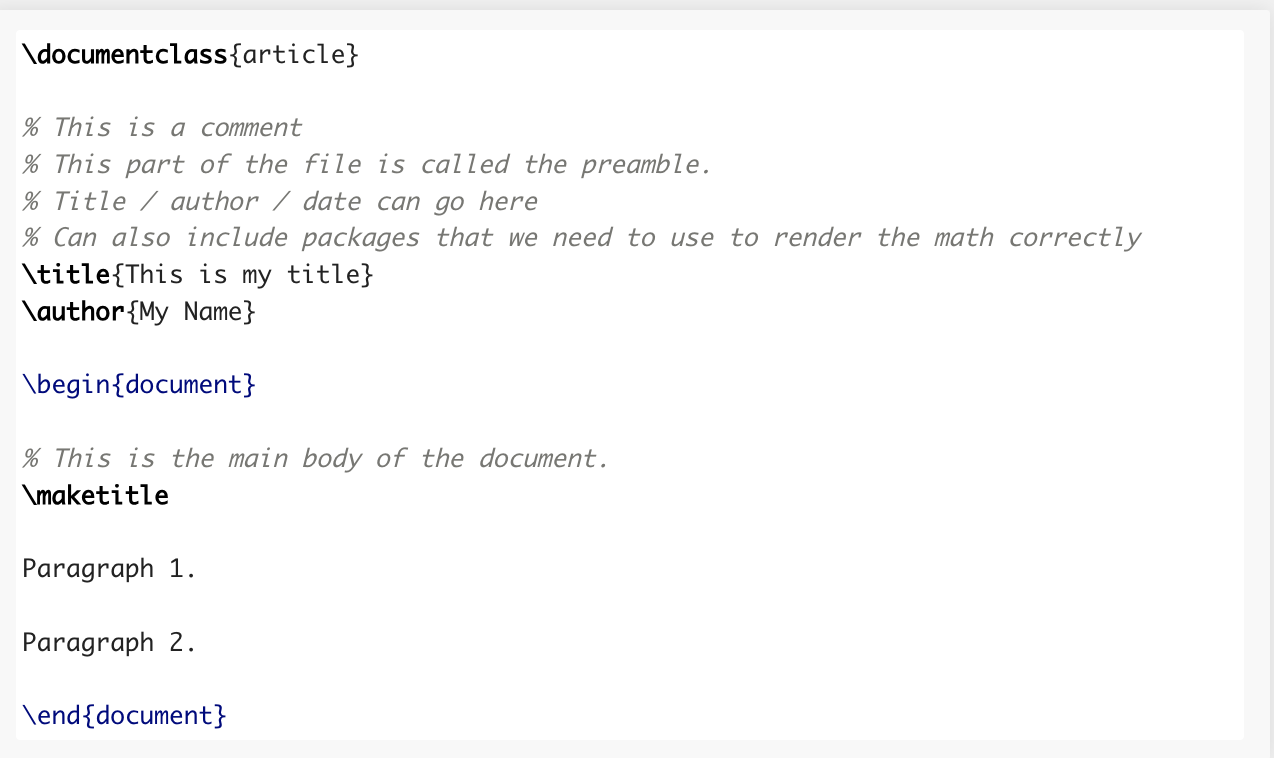 \documentclass{article}
% This is a comment
% This part of the file is called the preamble.
% Title / author / date can go here
% Can also include packages that we need to use to render the math correctly
\title{This is my title}
\author{My Name}
\begin{document}
% This is the main body of the document.
\maketitle
Paragraph 1.
Paragraph 2.
\end{document}